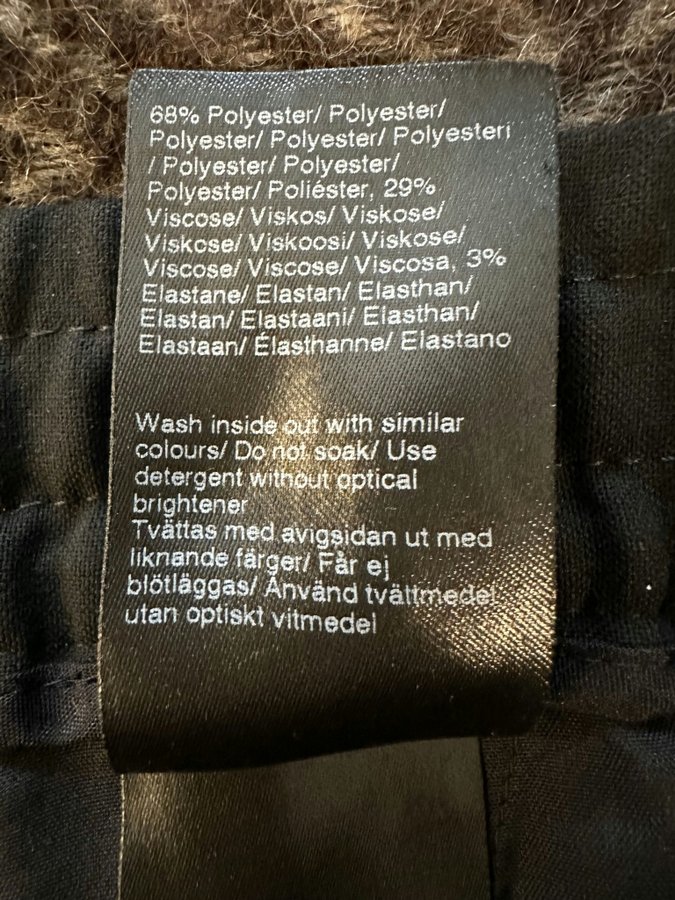 68% Polyester/ Polyester/
Polyester/ Polyester/ Polyesteri
/ Polyester/ Polyester/
Polyester/ Poliéster, 29%
Viscose/ Viskos/ Viskose/
Viskose/ Viskoosi/ Viskose/
Viscose/ Viscose/ Viscosa, 3%
Elastane/ Elastan/ Elasthan/
Elastan/ Elastaani/ Elasthan/
Elastaan/ Élasthanne/ Elastano
Wash inside out with similar
colours/ Do not soak/ Use
detergent without optical
brightener
Tvättas med avigsidan ut med
liknande färger/ Får ej
blötläggas/ Använd tvättmedel
utan optiskt vitmedel